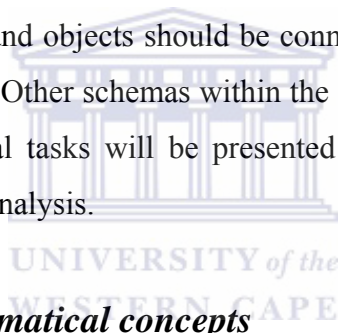 and objects should be conn
Other schemas within the
al tasks will be presented
nalysis.
UNIVERSITY of the
WESTERN CAPE
matical concepts